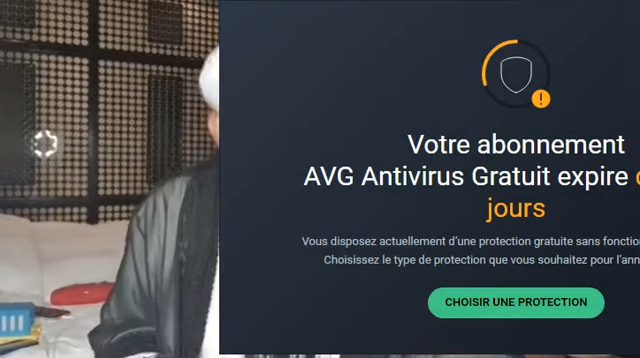 !
Votre abonnement
AVG Antivirus Gratuit expire
jours
Vous disposez actuellement d'une protection gratuite sans
Choisissez le type de protection que vous souhaitez pour
CHOISIR UNE PROTECTION